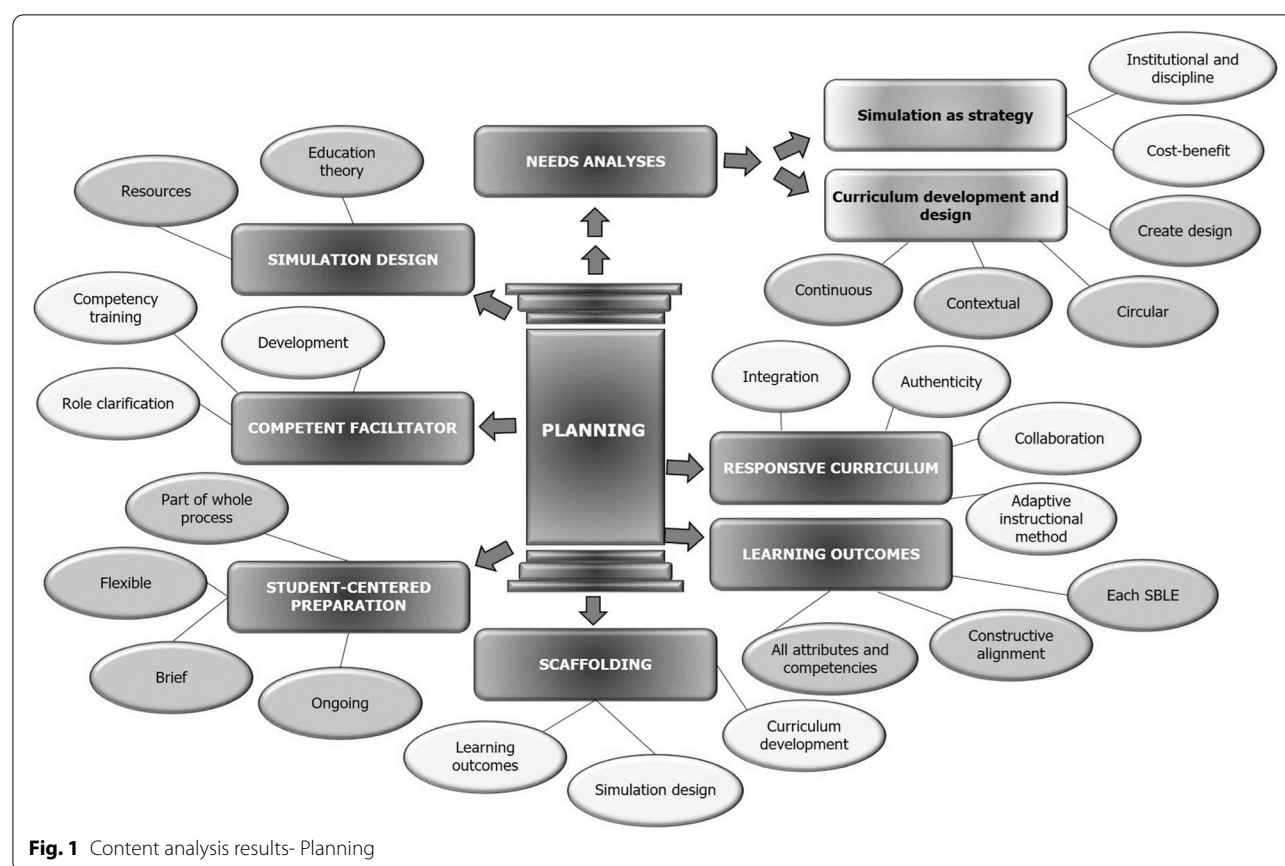 Institutional and
discipline
Simulation as strategy
Cost-benefit
Education
theory
NEEDS ANALYSES
Resources
Curriculum development and
design
Create design
SIMULATION DESIGN
Continuous
Contextual
Circular
Competency
training
Development
Integration
Authenticity
Role clarification
COMPETENT FACILITATOR
PLANNING
Collaboration
RESPONSIVE CURRICULUM
Adaptive
instructional
method
Part of whole
process
LEARNING OUTCOMES
Flexible
STUDENT-CENTERED
PREPARATION
Each SBLE
Constructive
alignment
All attributes and
competencies
SCAFFOLDING
Brief
Ongoing
Curriculum
development
Learning
outcomes
Simulation design
Fig. 1 Content analysis results- Planning